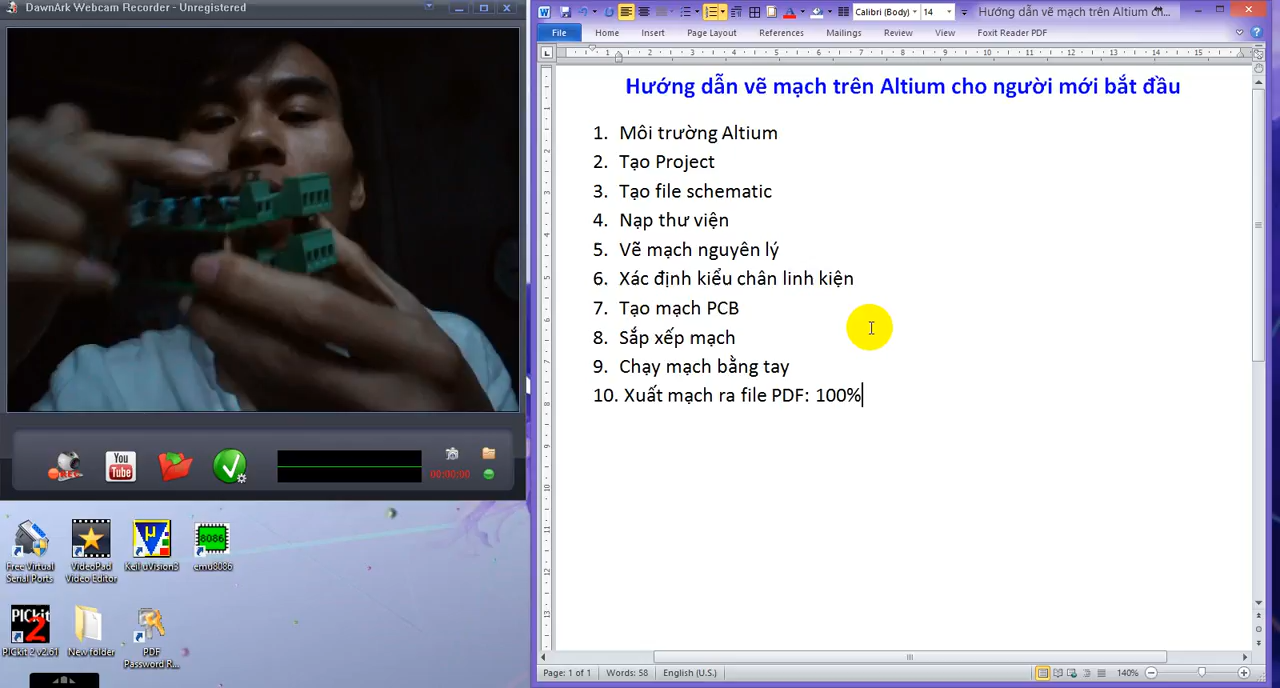 DawnArk Webcam Recorder - Unregistered
REC
You
Tube
00:00:00
Free Virtual
Serial Ports
VideoPad
Video Editor
Keil uVision3
8086
emu8086
PICkit
2
PICkit 2 v2.61
New folder
PDF
Password R...
Calibri (Body)
14
Hướng dẫn vẽ mạch trên Altium ch
File
Home
Insert
Page Layout
References
Mailings
Review
View
Foxit Reader PDF
Hướng dẫn vẽ mạch trên Altium cho người mới bắt đầu
1. Môi trường Altium
2. Tạo Project
3. Tạo file schematic
4. Nạp thư viện
5. Vẽ mạch nguyên lý
6. Xác định kiểu chân linh kiện
7. Tạo mạch PCB
8. Sắp xếp mạch
9. Chạy mạch bằng tay
10. Xuất mạch ra file PDF: 100%
Page: 1 of 1
Words: 58
English (U.S.)
140%